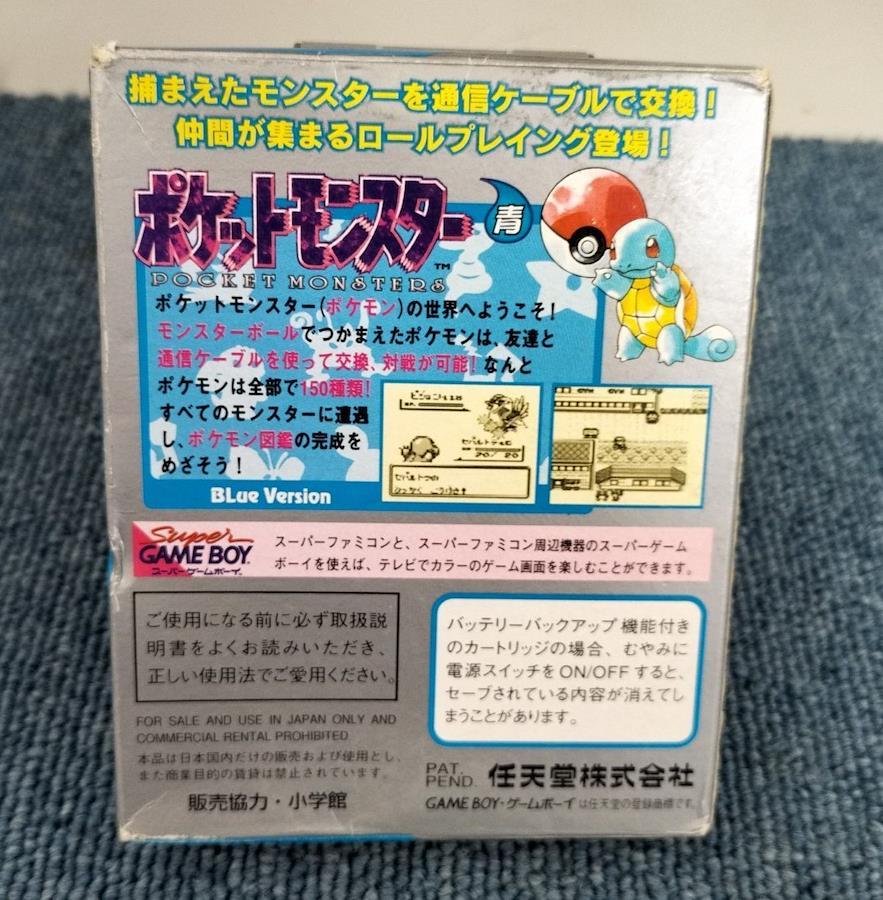 捕まえたモンスターを通信ケーブルで交換！
仲間が集まるロールプレイング登場！
ポケットモンスター 青
TM
POCKET MONSTERS
ポケットモンスター(ポケモン)の世界へようこそ！
モンスターボールでつかまえたポケモンは、友達と
通信ケーブルを使って交換、対戦が可能！なんと
ポケモンは全部で150種類！
すべてのモンスターに遭遇
し、ポケモン図鑑の完成を
めざそう！
BLue Version
20/ 20
Super
GAME BOY
スーパーゲームボーイ
スーパーファミコンと、スーパーファミコン周辺機器のスーパーゲーム
ボーイを使えば、テレビでカラーのゲーム画面を楽しむことができます。
ご使用になる前に必ず取扱説
明書をよくお読みいただき、
正しい使用法でご愛用ください。
バッテリーバックアップ機能付き
のカートリッジの場合、むやみに
電源スイッチをON/OFFすると、
セーブされている内容が消えてし
まうことがあります。
FOR SALE AND USE IN JAPAN ONLY AND
COMMERCIAL RENTAL PROHIBITED.
本品は日本国内だけの販売および使用とし、
また商業目的の賃貸は禁止されています。
販売協力・小学館
PAT.
PEND. 任天堂株式会社
GAME BOY・ゲームボーイは任天堂の登録商標です。